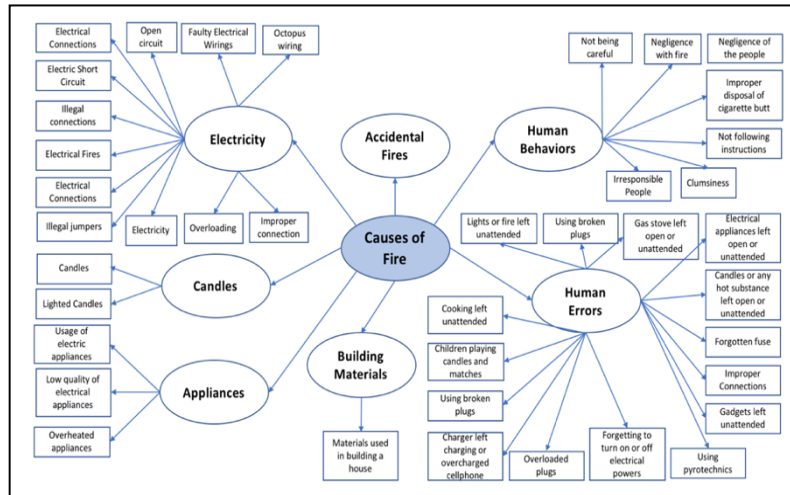 Electrical
Connections
Open
circuit
Faulty Electrical
Wirings
Octopus
wiring
Electric Short
Circuit
Illegal
connections
Electrical Fires
Electrical
Connections
Illegal jumpers
Electricity
Overloading
Improper
connection
Electricity
Accidental
Fires
Human
Behaviors
Not being
careful
Negligence
with fire
Negligence of
the people
Improper
disposal of
cigarette butt
Not following
instructions
Clumsiness
Irresponsible
People
Causes of
Fire
Candles
Candles
Lighted Candles
Appliances
Usage of
electric
appliances
Low quality of
electrical
appliances
Overheated
appliances
Building
Materials
Materials used
in building a
house
Human
Errors
Lights or fire left
unattended
Using broken
plugs
Gas stove left
open or
unattended
Electrical
appliances left
open or
unattended
Candles or any
hot substance
left open or
unattended
Forgotten fuse
Improper
Connections
Gadgets left
unattended
Using
pyrotechnics
Forgetting to
turn on or off
electrical
powers
Overloaded
plugs
Charger left
charging or
overcharged
cellphone
Using broken
plugs
Children playing
candles and
matches
Cooking left
unattended